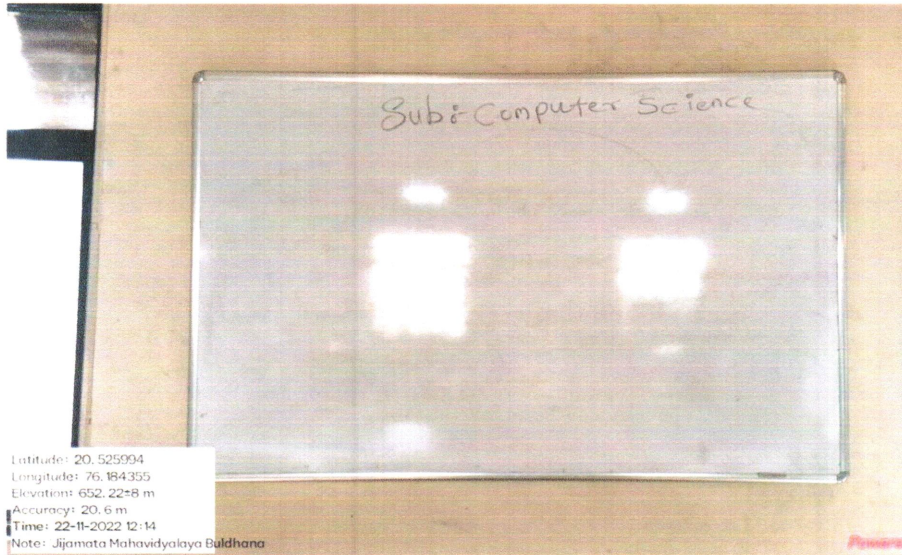 Sub: Computer Science
Latitude: 20.525994
Longitude: 76.184355
Elevation: 652.22±8 m
Accuracy: 20.6 m
Time: 22-11-2022 12:14
Note: Jijamata Mahavidyalaya Buldhana